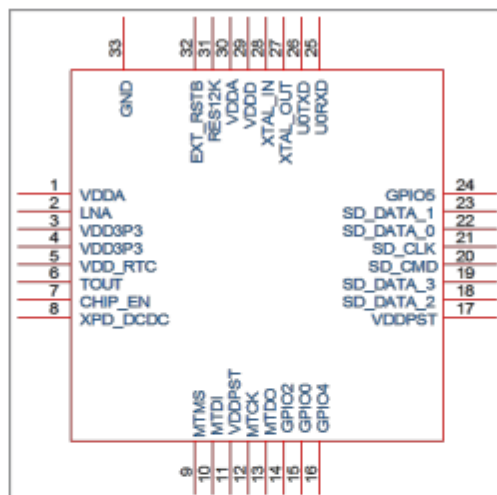 33
32
31
30
29
28
27
26
25
GND
EXT_RSTB
RES12K
VDDA
VDDD
XTAL_IN
XTAL_OUT
U0TXD
U0RXD
1 VDDA
2 LNA
3 VDD3P3
4 VDD3P3
5 VDD_RTC
6 TOUT
7 CHIP_EN
8 XPD_DCDC
GPIO5 24
SD_DATA_1 23
SD_DATA_0 22
SD_CLK 21
SD_CMD 20
SD_DATA_3 19
SD_DATA_2 18
VDDPST 17
MTMS
MTDI
VDDPST
MTCK
MTDO
GPIO2
GPIO0
GPIO4
9
10
11
12
13
14
15
16